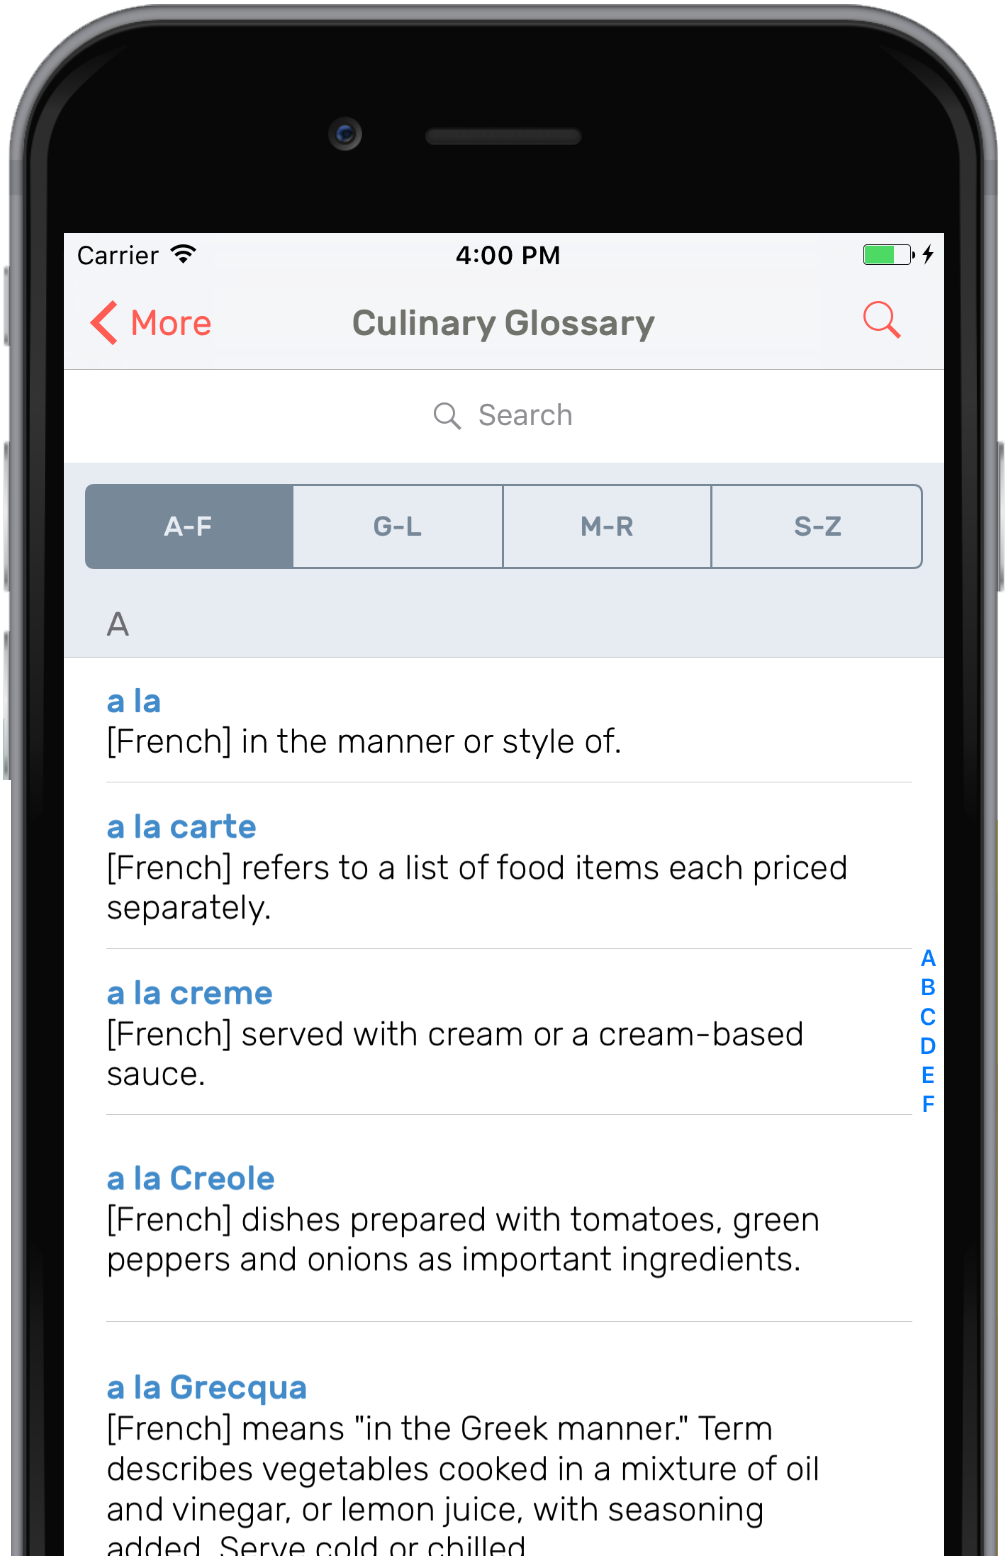 Carrier 4:00 PM
More Culinary Glossary
Search
A-F G-L M-R S-Z
A
a la
[French] in the manner or style of.
a la carte
[French] refers to a list of food items each priced
separately.
a la creme
[French] served with cream or a cream-based
sauce.
a la Creole
[French] dishes prepared with tomatoes, green
peppers and onions as important ingredients.
a la Grecqua
[French] means "in the Greek manner." Term
describes vegetables cooked in a mixture of oil
and vinegar, or lemon juice, with seasoning
added. Serve cold or chilled
A
B
C
D
E
F